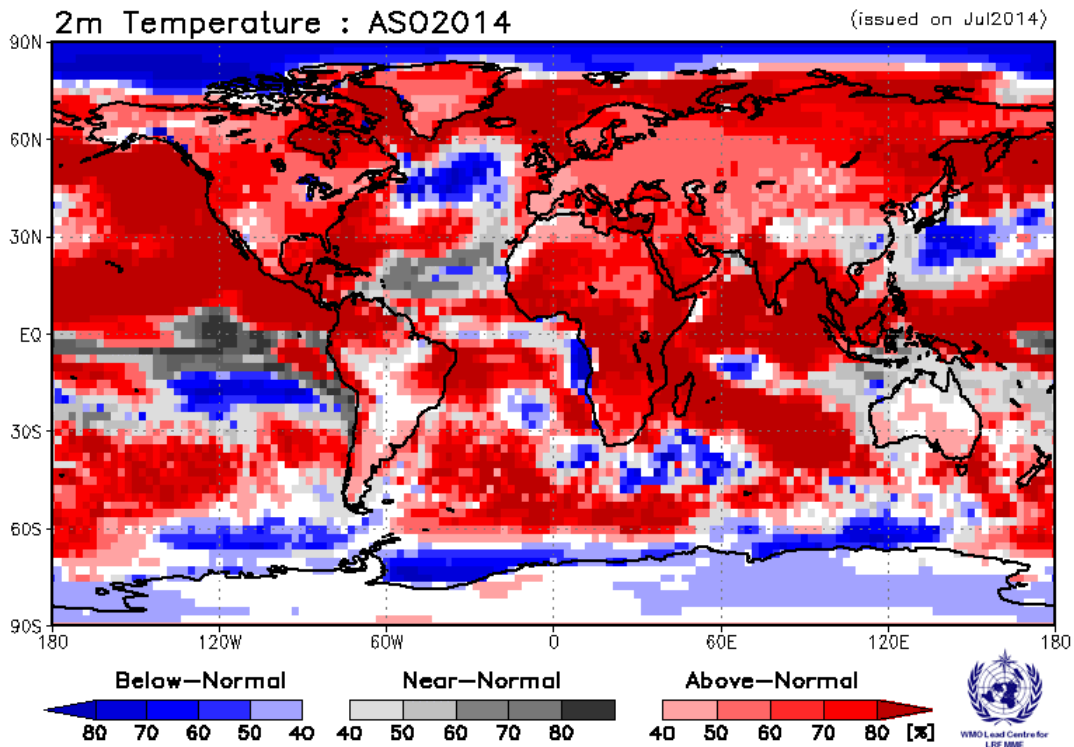 2m Temperature : ASO2014
(issued on Jul2014)
90N
60N
30N
EQ
30S
60S
90S
180 120W 60W 0 60E 120E 180
Below-Normal Near-Normal Above-Normal
80 70 60 50 40 40 50 60 70 80 40 50 60 70 80 [%]
WMO Lead Centre for
LRFMME